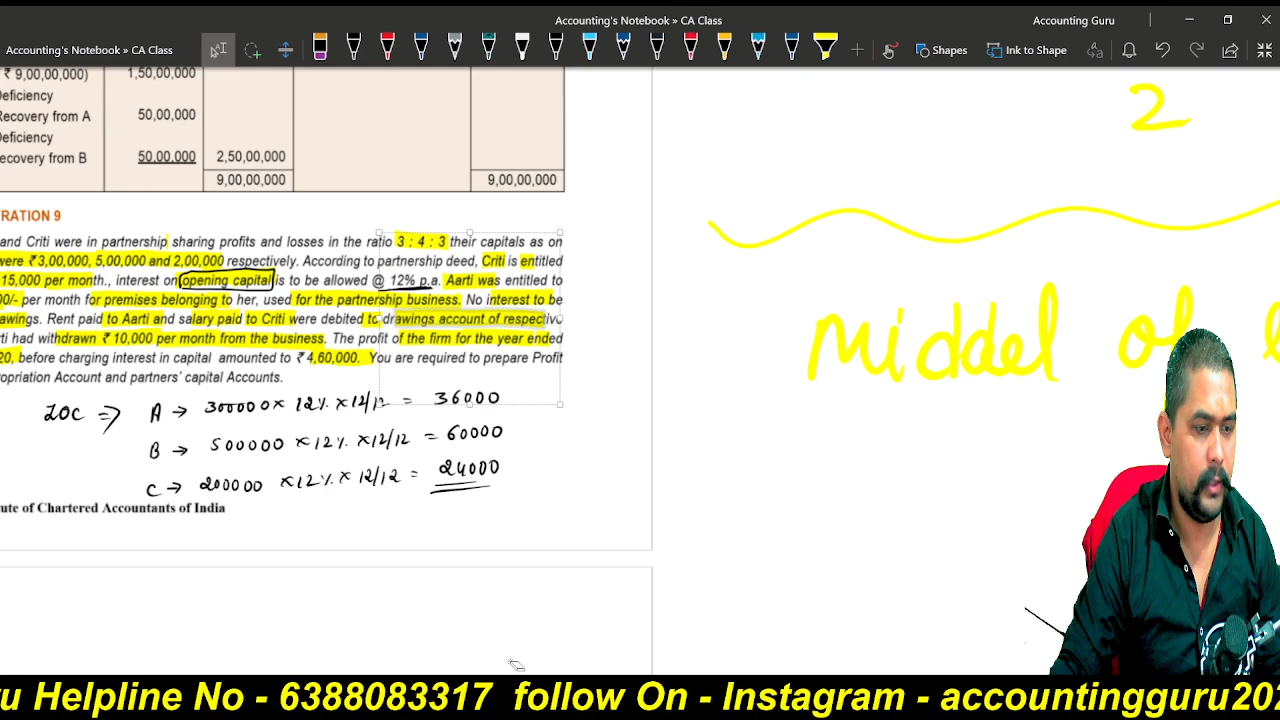 Accounting's Notebook » CA Class
Accounting Guru
Accounting's Notebook » CA Class
Shapes
Ink to Shape
₹ 9,00,00,000) 1,50,00,000
Deficiency
Recovery from A 50,00,000
Deficiency
ecovery from B 50,00,000 2,50,00,000
9,00,00,000 9,00,00,000
RATION 9
and Criti were in partnership sharing profits and losses in the ratio 3 : 4 : 3 their capitals as on
were ₹ 3,00,000, 5,00,000 and 2,00,000 respectively. According to partnership deed, Criti is entitled
15,000 per month., interest on opening capital is to be allowed @ 12% p.a. Aarti was entitled to
00/- per month for premises belonging to her, used for the partnership business. No interest to be
awings. Rent paid to Aarti and salary paid to Criti were debited to drawings account of respective
rti had withdrawn ₹ 10,000 per month from the business. The profit of the firm for the year ended
20, before charging interest in capital amounted to ₹ 4,60,000. You are required to prepare Profit
ropriation Account and partners' capital Accounts.
IOC ⇒ A → 300000 × 12% × 12/12 = 36000
B → 500000 × 12% × 12/12 = 60000
C → 200000 × 12% × 12/12 = 24000
ute of Chartered Accountants of India
2
Middel of
ru Helpline No - 6388083317 follow On - Instagram - accountingguru202